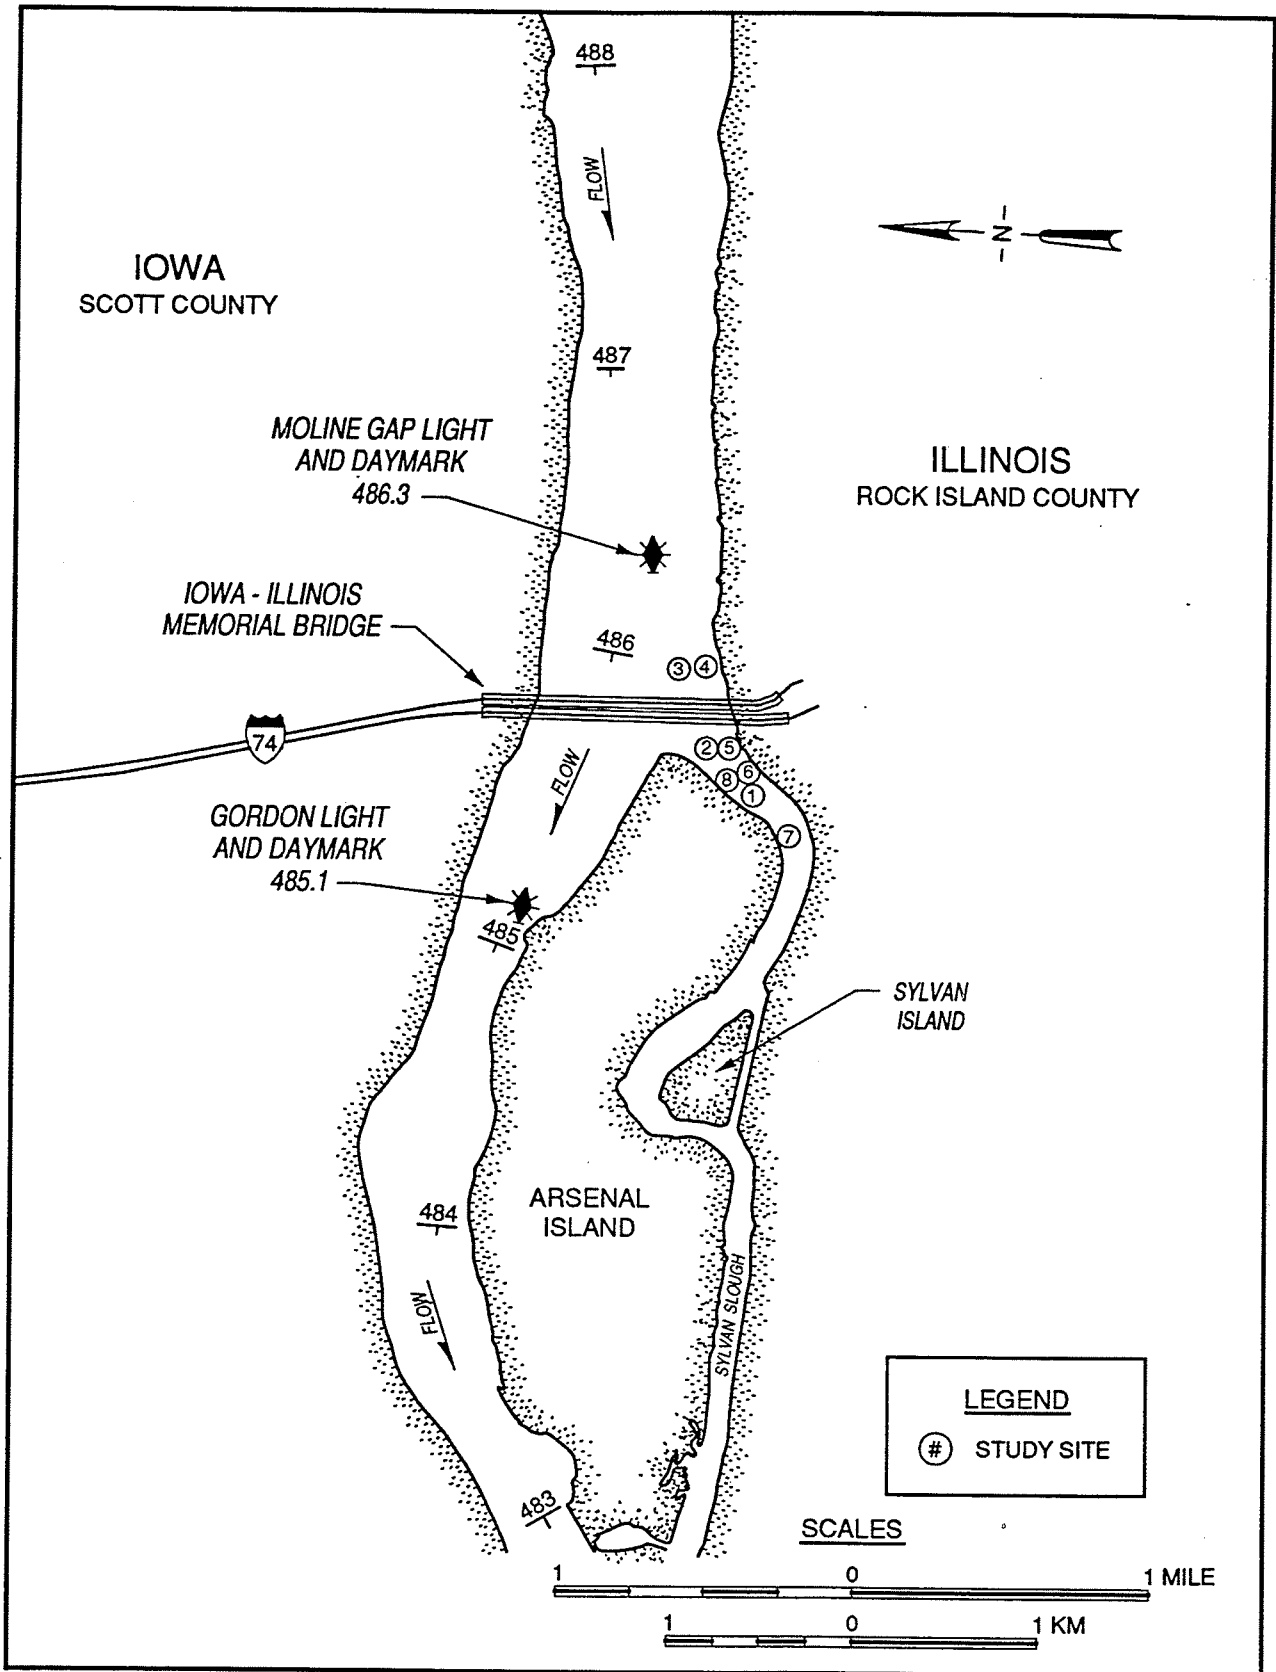 488
FLOW
IOWA
SCOTT COUNTY
N
487
MOLINE GAP LIGHT
AND DAYMARK
486.3
ILLINOIS
ROCK ISLAND COUNTY
IOWA - ILLINOIS
MEMORIAL BRIDGE
486
3 4
74
2 5
8 6
1
7
FLOW
GORDON LIGHT
AND DAYMARK
485.1
485
SYLVAN
ISLAND
484
ARSENAL
ISLAND
FLOW
SYLVAN SLOUGH
LEGEND
# STUDY SITE
483
SCALES
1 0 1 MILE
1 0 1 KM